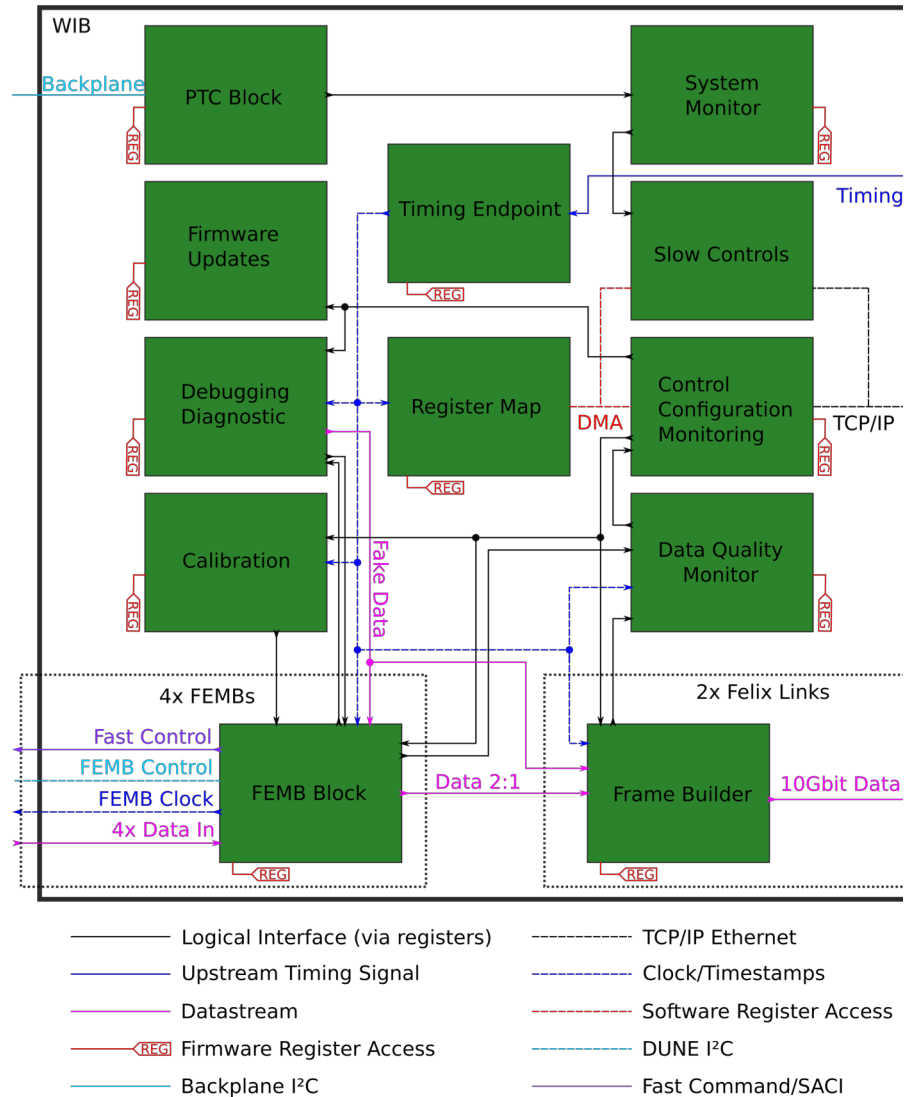 WIB
Backplane
PTC Block
REG
System
Monitor
REG
Timing Endpoint
REG
Timing
Firmware
Updates
REG
Slow Controls
Debugging
Diagnostic
REG
Register Map
REG
DMA
Control
Configuration
Monitoring
REG
TCP/IP
Calibration
REG
Fake Data
Data Quality
Monitor
REG
4x FEMBs
2x Felix Links
Fast Control
FEMB Control
FEMB Clock
4x Data In
FEMB Block
REG
Data 2:1
Frame Builder
REG
10Gbit Data
Logical Interface (via registers)
Upstream Timing Signal
Datastream
REG Firmware Register Access
Backplane I²C
TCP/IP Ethernet
Clock/Timestamps
Software Register Access
DUNE I²C
Fast Command/SACI